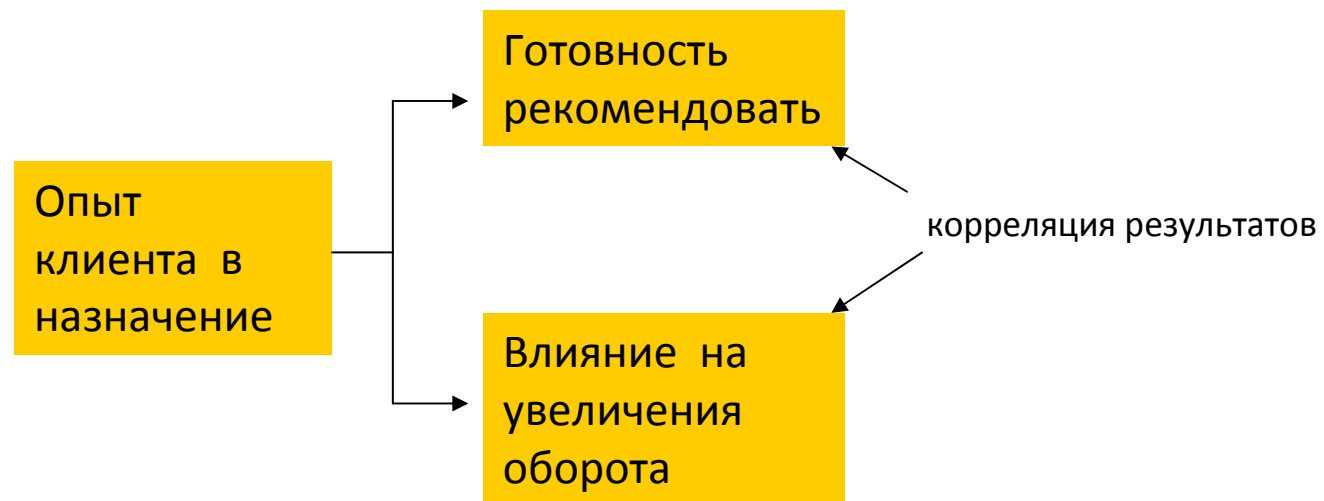 Готовность
рекомендовать
Опыт
клиента в
назначение
корреляция результатов
Влияние на
увеличения
оборота